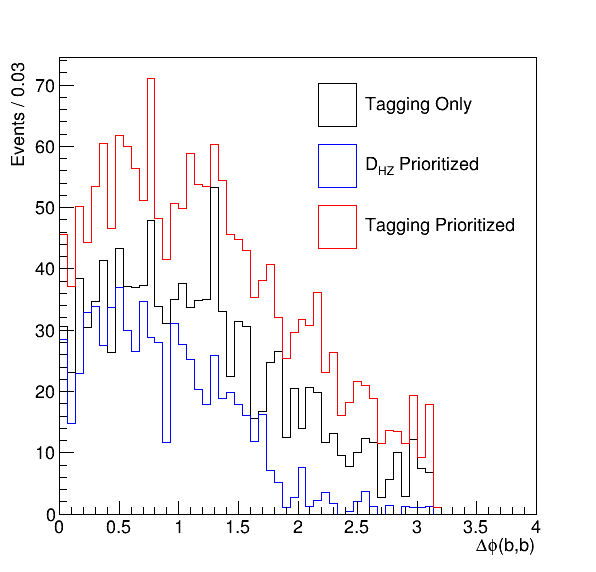 Events / 0.03
70
60
50
40
30
20
10
0
Tagging Only
D_HZ Prioritized
Tagging Prioritized
0 0.5 1 1.5 2 2.5 3 3.5 4
Δϕ(b,b)